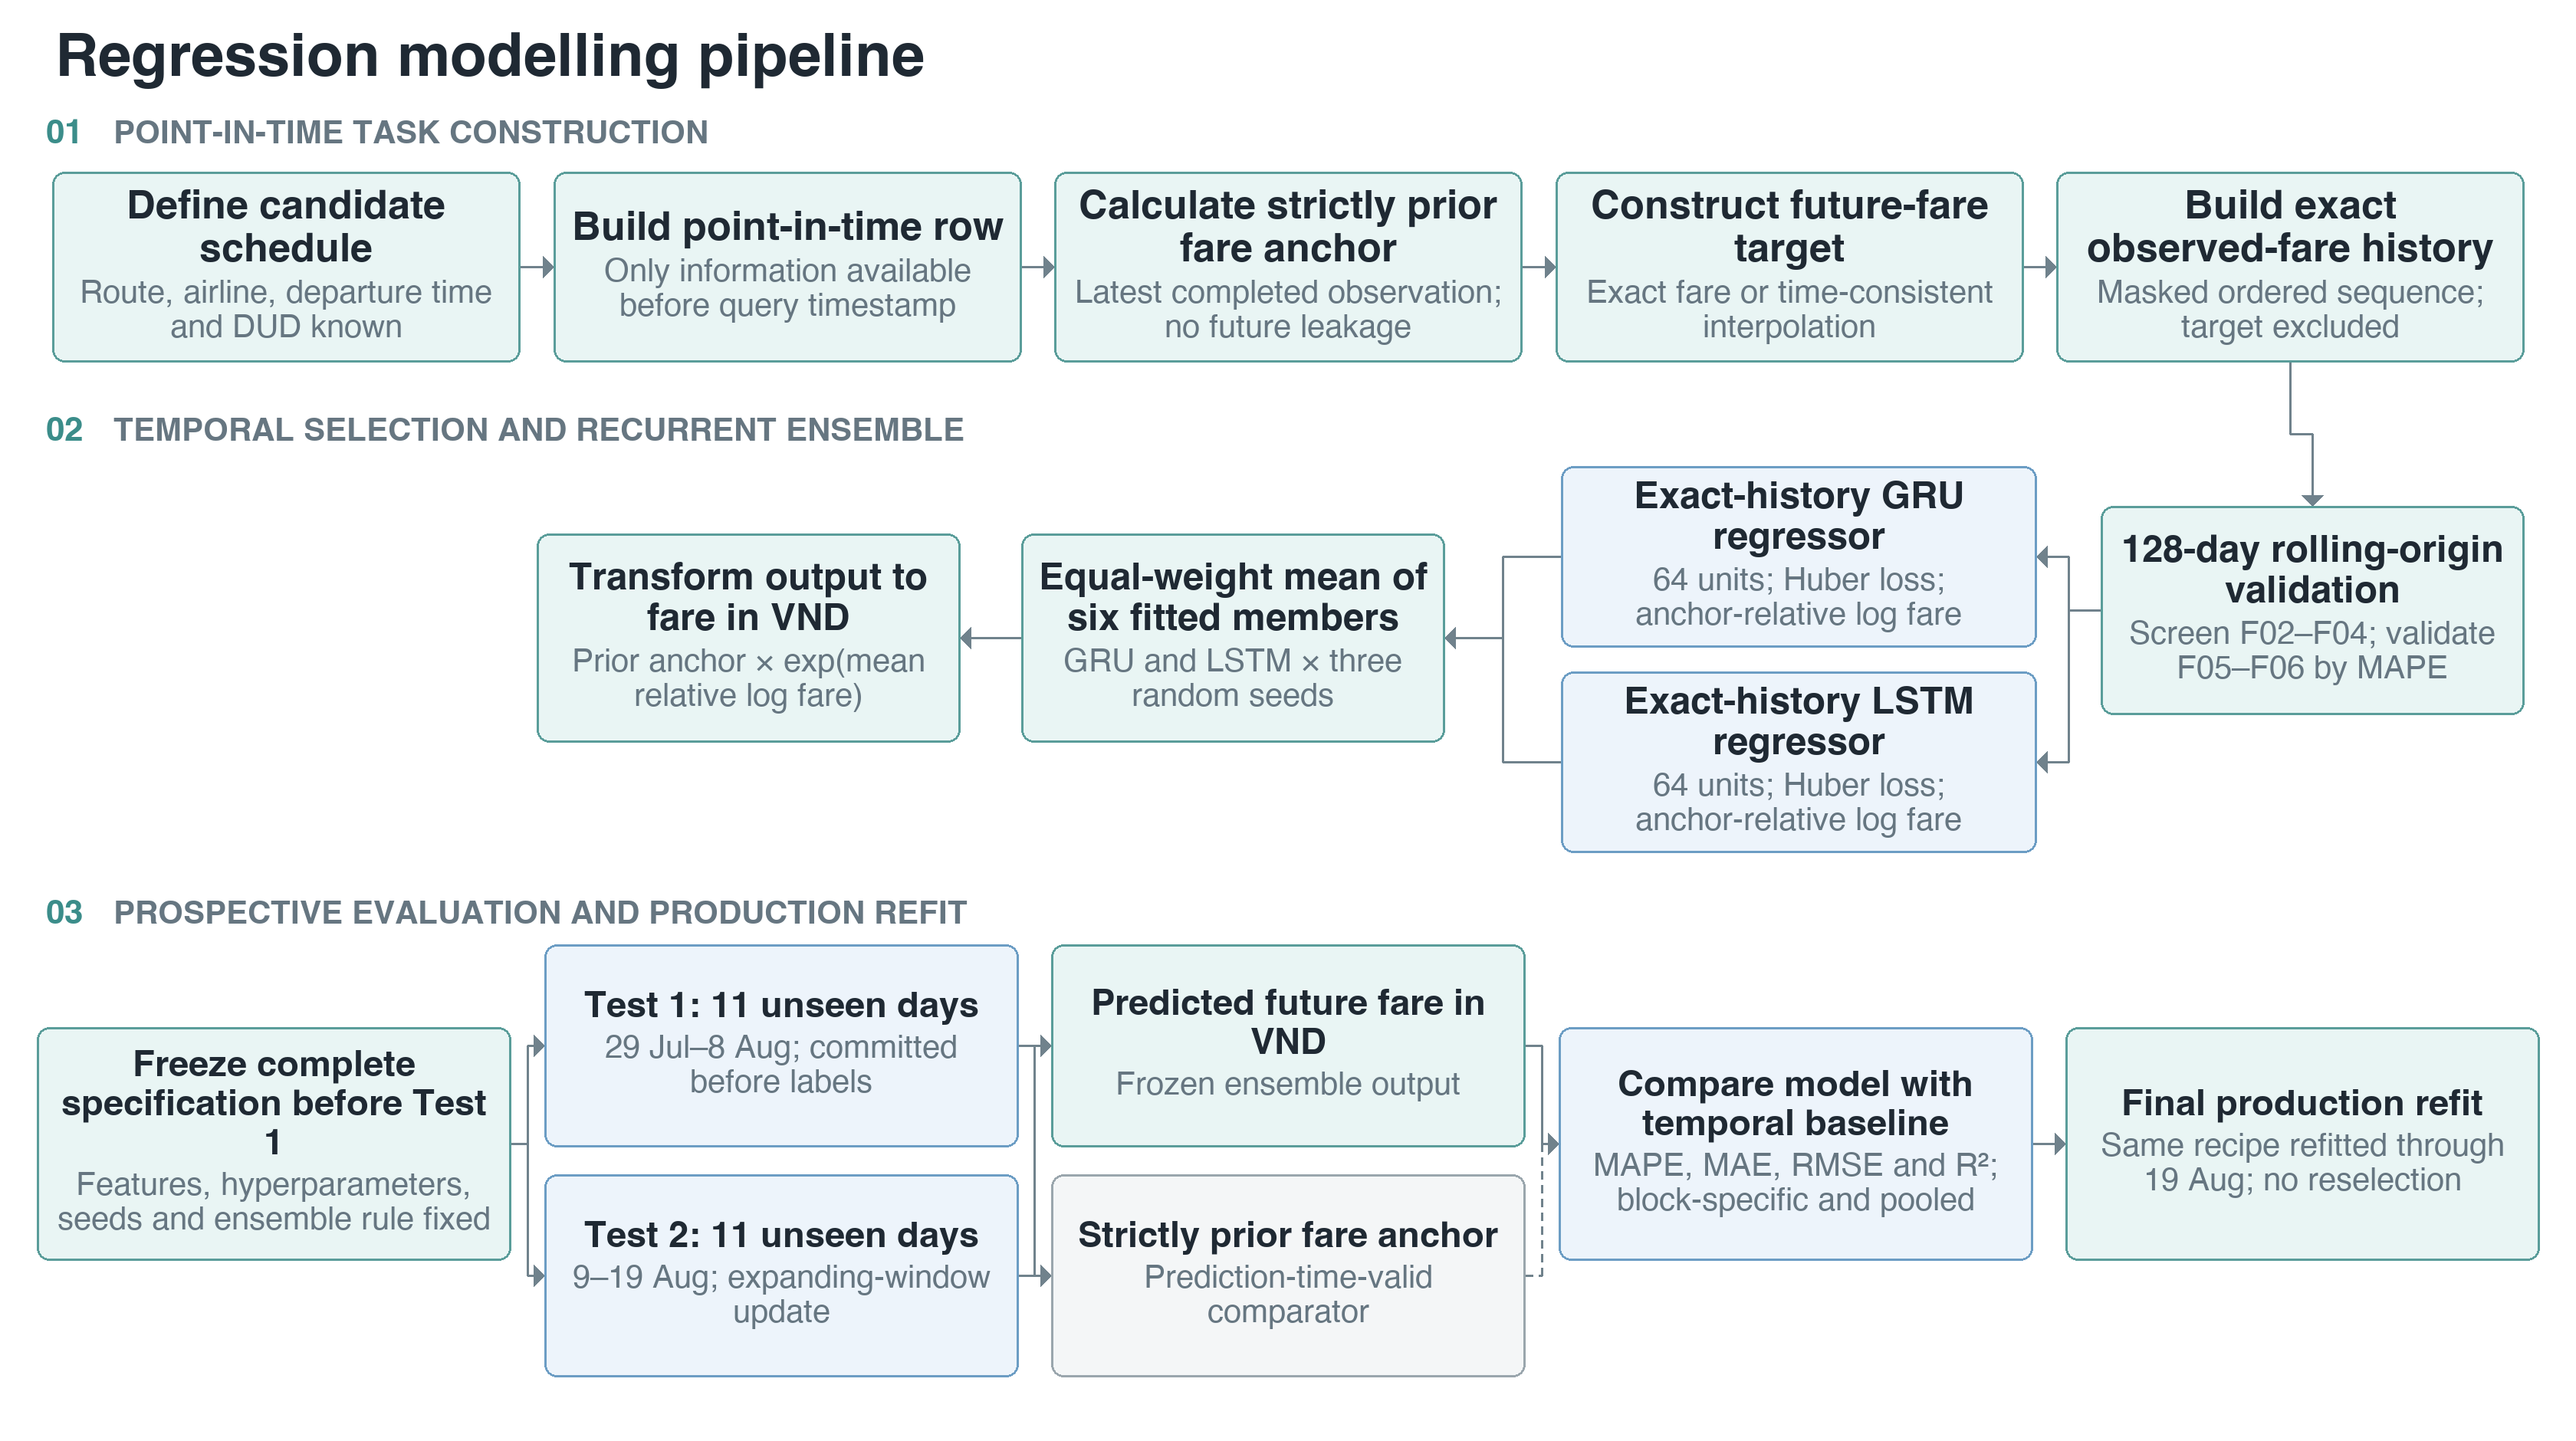 Regression modelling pipeline
01 POINT-IN-TIME TASK CONSTRUCTION
Define candidate
schedule
Route, airline, departure time
and DUD known
Build point-in-time row
Only information available
before query timestamp
Calculate strictly prior
fare anchor
Latest completed observation;
no future leakage
Construct future-fare
target
Exact fare or time-consistent
interpolation
Build exact
observed-fare history
Masked ordered sequence;
target excluded
02 TEMPORAL SELECTION AND RECURRENT ENSEMBLE
Transform output to
fare in VND
Prior anchor × exp(mean
relative log fare)
Equal-weight mean of
six fitted members
GRU and LSTM × three
random seeds
Exact-history GRU
regressor
64 units; Huber loss;
anchor-relative log fare
Exact-history LSTM
regressor
64 units; Huber loss;
anchor-relative log fare
128-day rolling-origin
validation
Screen F02–F04; validate
F05–F06 by MAPE
03 PROSPECTIVE EVALUATION AND PRODUCTION REFIT
Freeze complete
specification before Test
1
Features, hyperparameters,
seeds and ensemble rule fixed
Test 1: 11 unseen days
29 Jul–8 Aug; committed
before labels
Test 2: 11 unseen days
9–19 Aug; expanding-window
update
Predicted future fare in
VND
Frozen ensemble output
Strictly prior fare anchor
Prediction-time-valid
comparator
Compare model with
temporal baseline
MAPE, MAE, RMSE and R²;
block-specific and pooled
Final production refit
Same recipe refitted through
19 Aug; no reselection